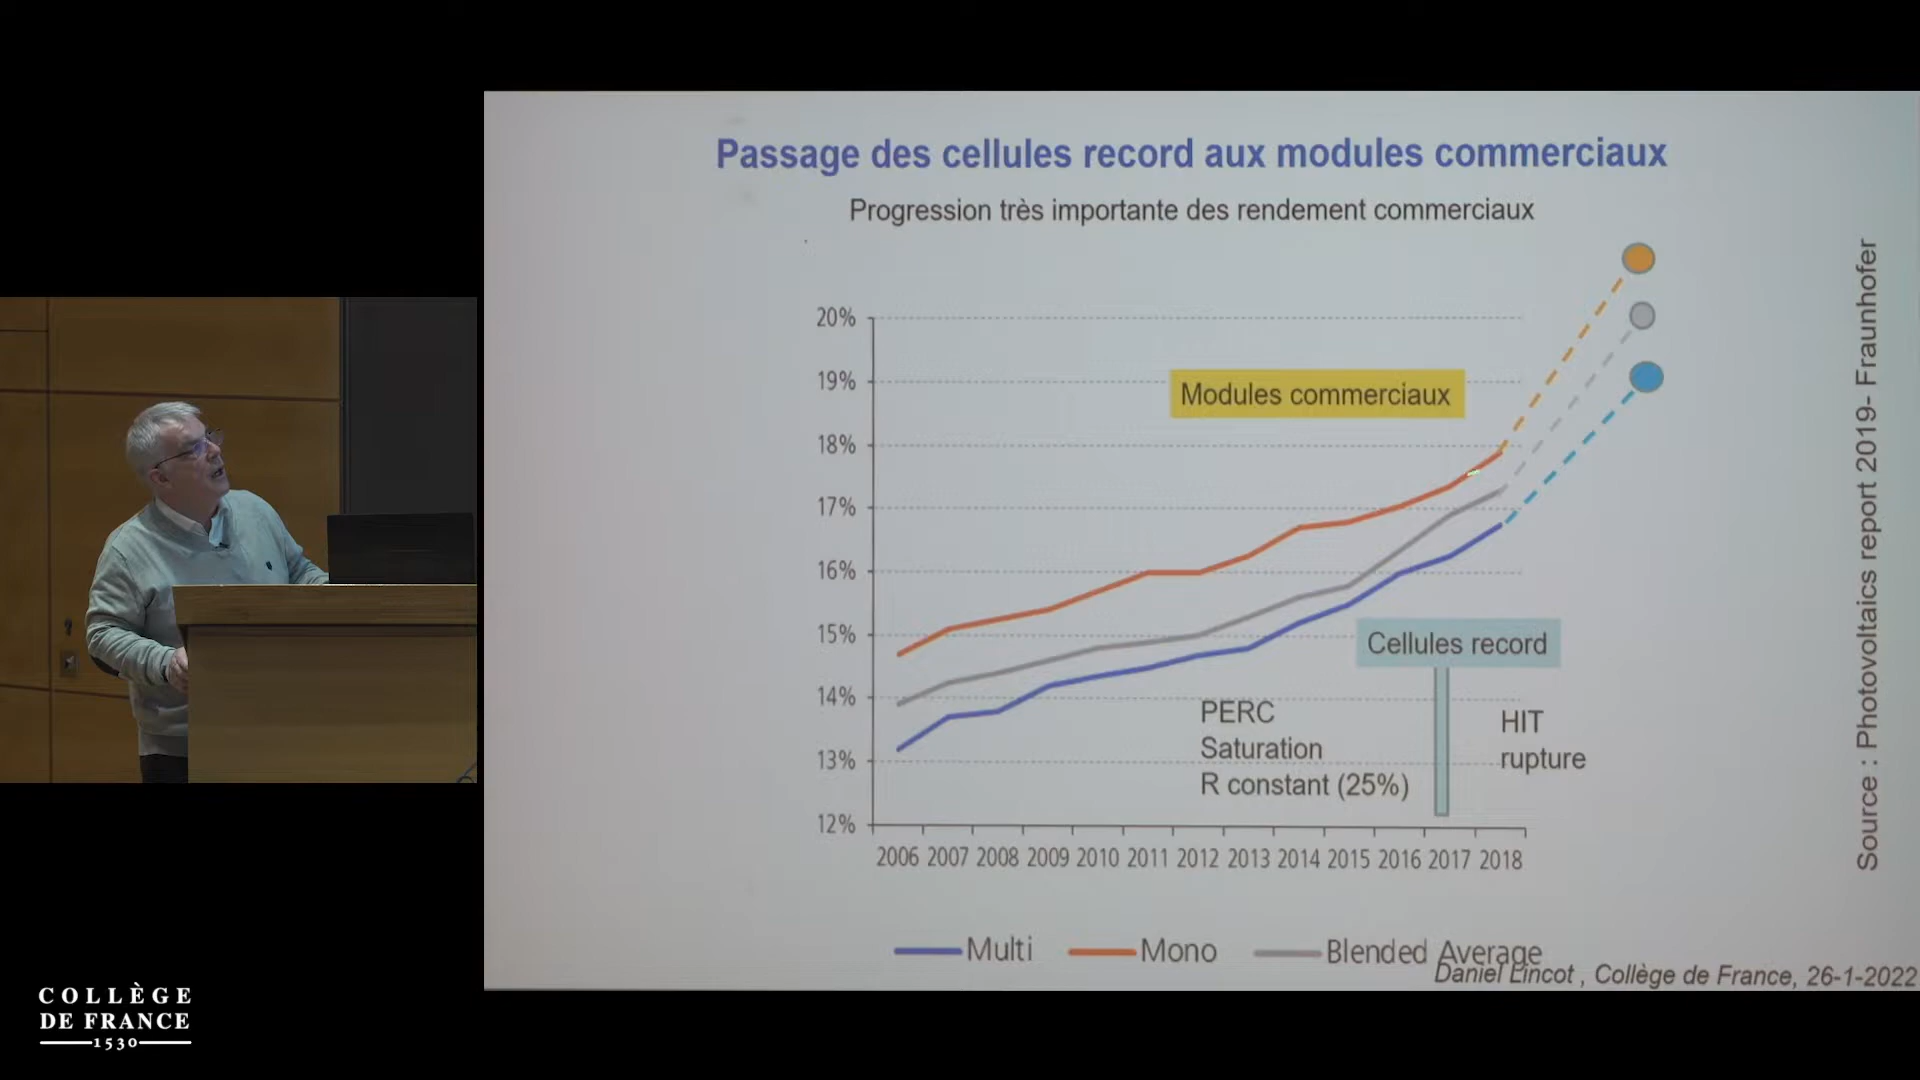 Passage des cellules record aux modules commerciaux
Progression très importante des rendement commerciaux
20%
19%
18%
17%
16%
15%
14%
13%
12%
Modules commerciaux
Cellules record
PERC
Saturation
R constant (25%)
HIT
rupture
2006 2007 2008 2009 2010 2011 2012 2013 2014 2015 2016 2017 2018
Multi Mono Blended Average
Source : Photovoltaics report 2019- Fraunhofer
Daniel Lincot , Collège de France, 26-1-2022
COLLÈGE
DE FRANCE
1530